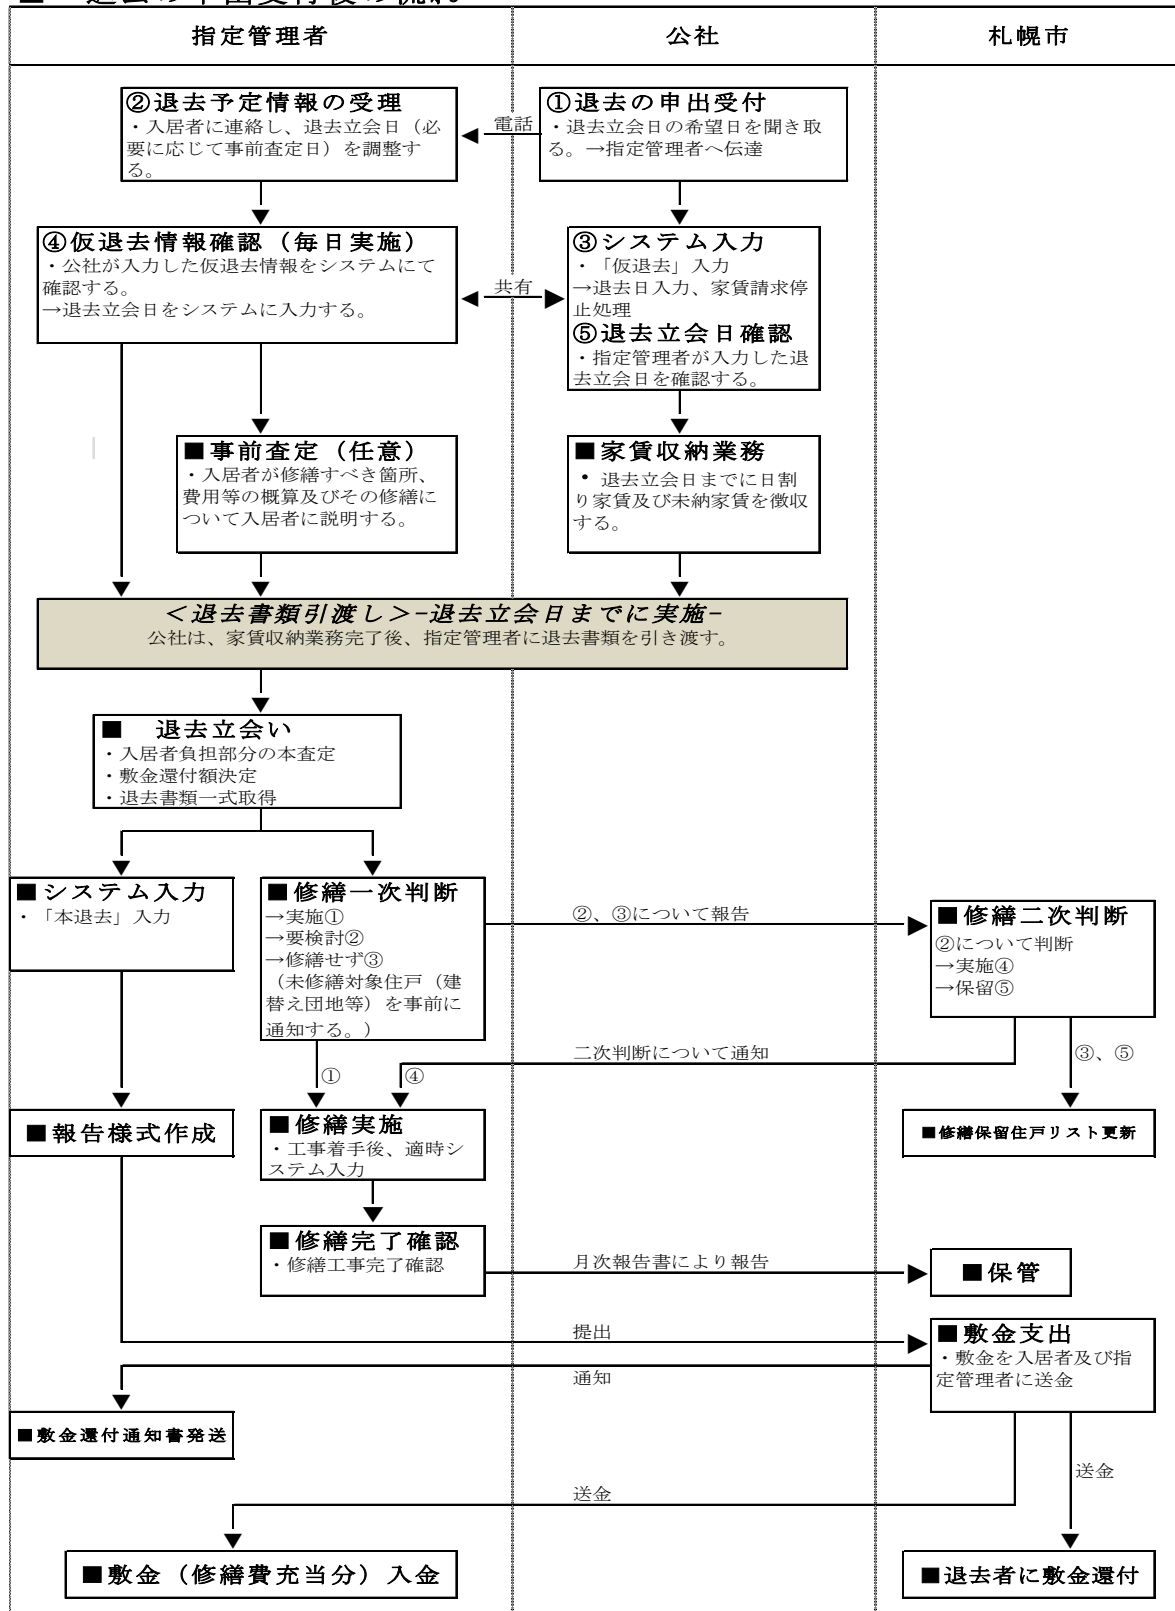 指定管理者
公社
札幌市
②退去予定情報の受理
・入居者に連絡し、退去立会日（必
要に応じて事前査定日）を調整す
る。
電話
①退去の申出受付
・退去立会日の希望日を聞き取
る。→指定管理者へ伝達
④仮退去情報確認（毎日実施）
・公社が入力した仮退去情報をシステムにて
確認する。
→退去立会日をシステムに入力する。
共有
③システム入力
・「仮退去」入力
→退去日入力、家賃請求停
止処理
⑤退去立会日確認
・指定管理者が入力した退
去立会日を確認する。
■事前査定（任意）
・入居者が修繕すべき箇所、
費用等の概算及びその修繕に
ついて入居者に説明する。
■家賃収納業務
・ 退去立会日までに日割
り家賃及び未納家賃を徴収
する。
＜退去書類引渡し＞-退去立会日までに実施-
公社は、家賃収納業務完了後、指定管理者に退去書類を引き渡す。
■ 退去立会い
・入居者負担部分の本査定
・敷金還付額決定
・退去書類一式取得
■システム入力
・「本退去」入力
■修繕一次判断
→実施①
→要検討②
→修繕せず③
（未修繕対象住戸（建
替え団地等）を事前に
通知する。）
②、③について報告
■修繕二次判断
②について判断
→実施④
→保留⑤
二次判断について通知
③、⑤
①
④
■報告様式作成
■修繕実施
・工事着手後、適時シ
ステム入力
■修繕保留住戸リスト更新
■修繕完了確認
・修繕工事完了確認
月次報告書により報告
■保管
提出
■敷金支出
・敷金を入居者及び指
定管理者に送金
通知
■敷金還付通知書発送
送金
送金
■敷金（修繕費充当分）入金
■退去者に敷金還付